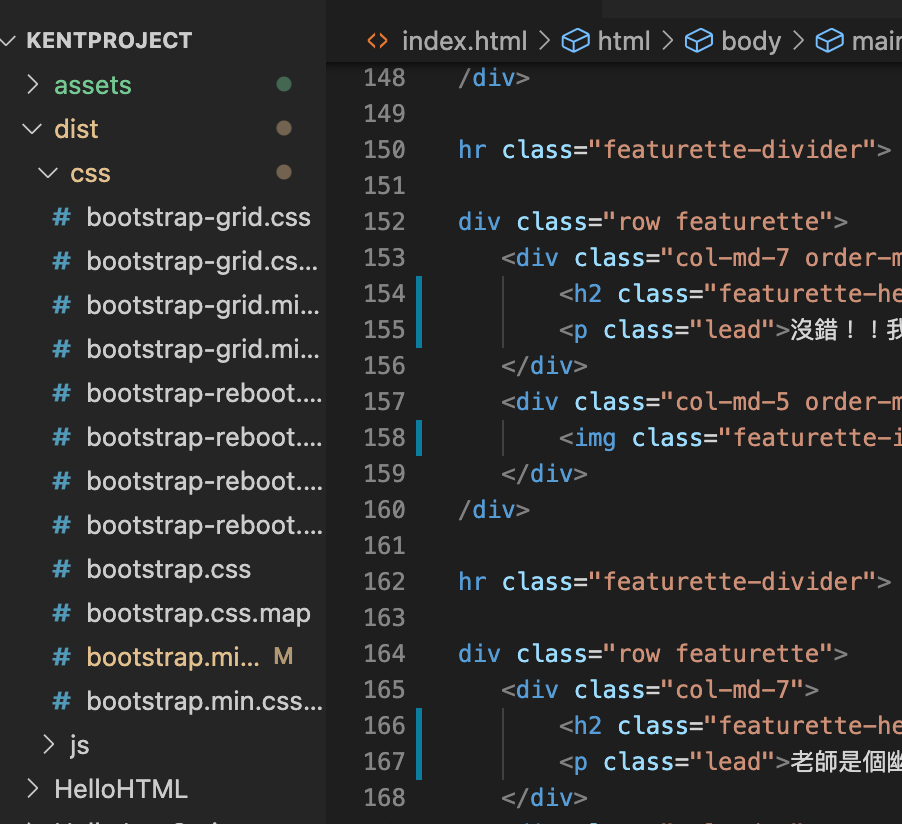 KENTPROJECT
assets
dist
css
# bootstrap-grid.css
# bootstrap-grid.cs...
# bootstrap-grid.mi...
# bootstrap-grid.mi...
# bootstrap-reboot....
# bootstrap-reboot....
# bootstrap-reboot....
# bootstrap-reboot....
# bootstrap.css
# bootstrap.css.map
# bootstrap.mi... M
# bootstrap.min.css...
js
HelloHTML
<> index.html > html > body > main
148 /div>
149
150 hr class="featurette-divider">
151
152 div class="row featurette">
153 <div class="col-md-7 order-m
154 <h2 class="featurette-he
155 <p class="lead">沒錯！！我
156 </div>
157 <div class="col-md-5 order-m
158 <img class="featurette-i
159 </div>
160 /div>
161
162 hr class="featurette-divider">
163
164 div class="row featurette">
165 <div class="col-md-7">
166 <h2 class="featurette-he
167 <p class="lead">老師是個幽
168 </div>